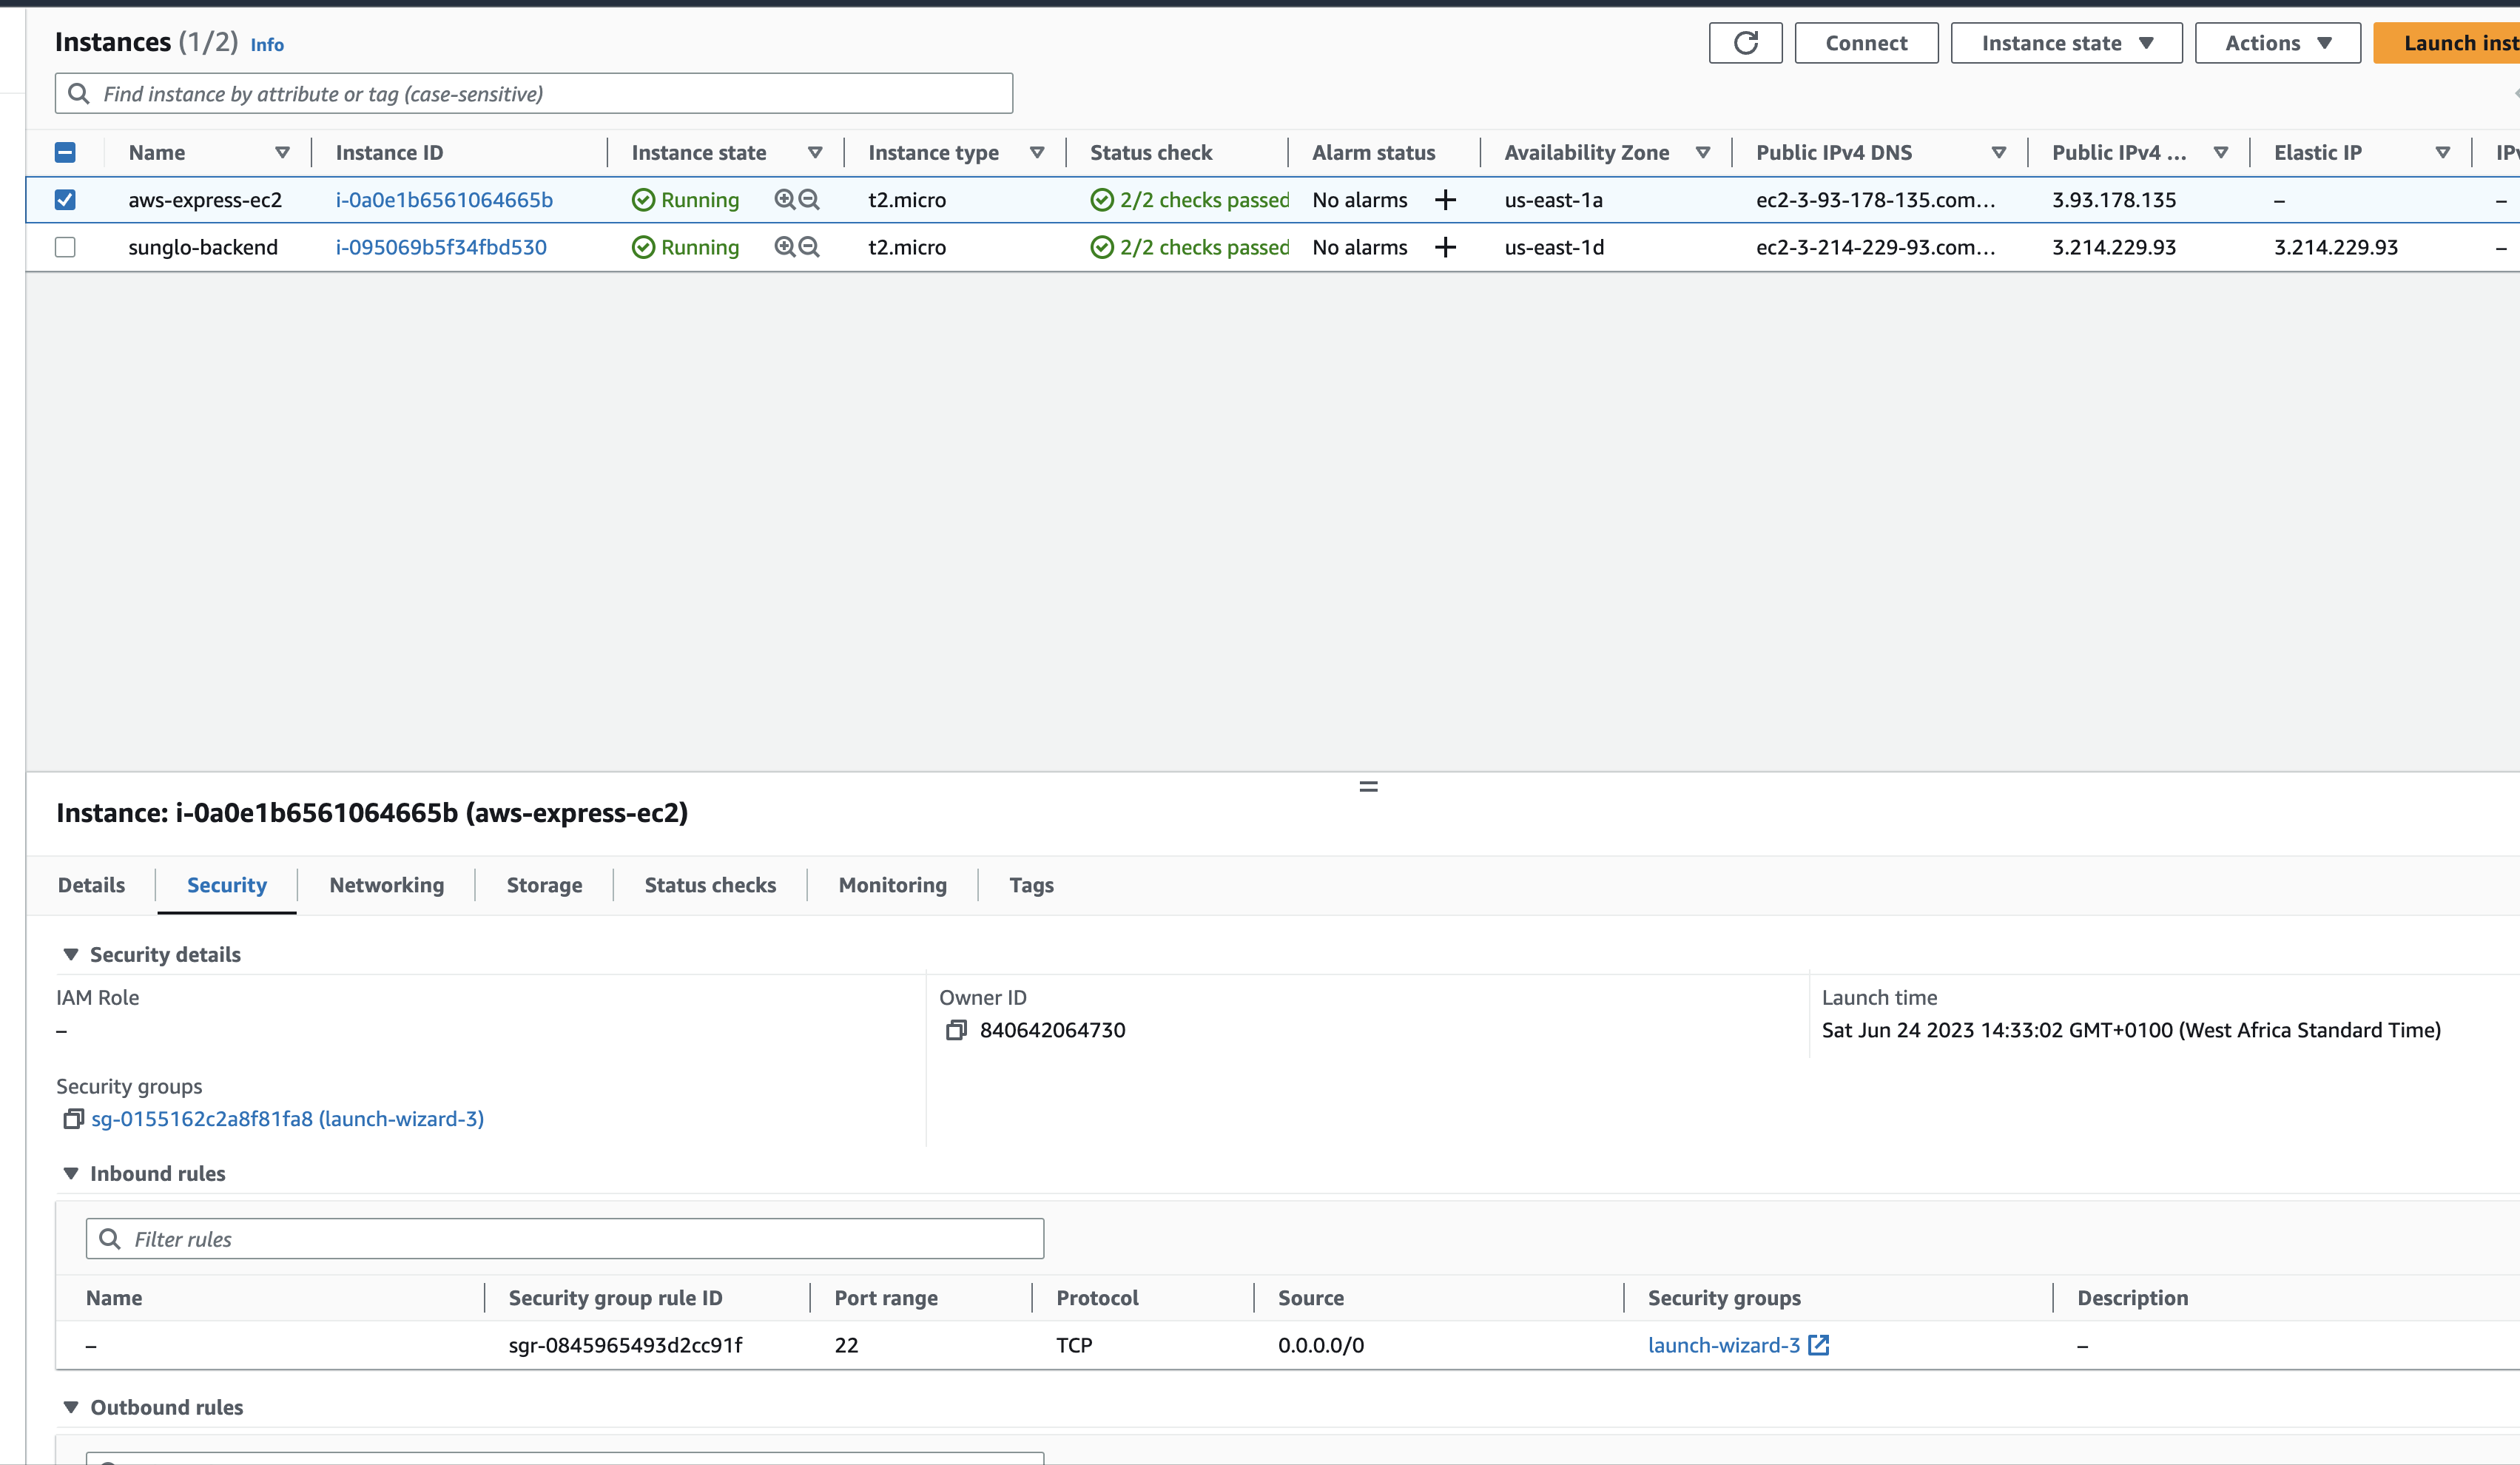 Instances (1/2) Info
Connect
Instance state
Actions
Launch inst
Find instance by attribute or tag (case-sensitive)
Name Instance ID Instance state Instance type Status check Alarm status Availability Zone Public IPv4 DNS Public IPv4 ... Elastic IP IPv
aws-express-ec2 i-0a0e1b6561064665b Running t2.micro 2/2 checks passed No alarms + us-east-1a ec2-3-93-178-135.com... 3.93.178.135 – –
sunglo-backend i-095069b5f34fbd530 Running t2.micro 2/2 checks passed No alarms + us-east-1d ec2-3-214-229-93.com... 3.214.229.93 3.214.229.93 –
Instance: i-0a0e1b6561064665b (aws-express-ec2)
Details Security Networking Storage Status checks Monitoring Tags
Security details
IAM Role Owner ID Launch time
– 840642064730 Sat Jun 24 2023 14:33:02 GMT+0100 (West Africa Standard Time)
Security groups
sg-0155162c2a8f81fa8 (launch-wizard-3)
Inbound rules
Filter rules
Name Security group rule ID Port range Protocol Source Security groups Description
– sgr-0845965493d2cc91f 22 TCP 0.0.0.0/0 launch-wizard-3 –
Outbound rules